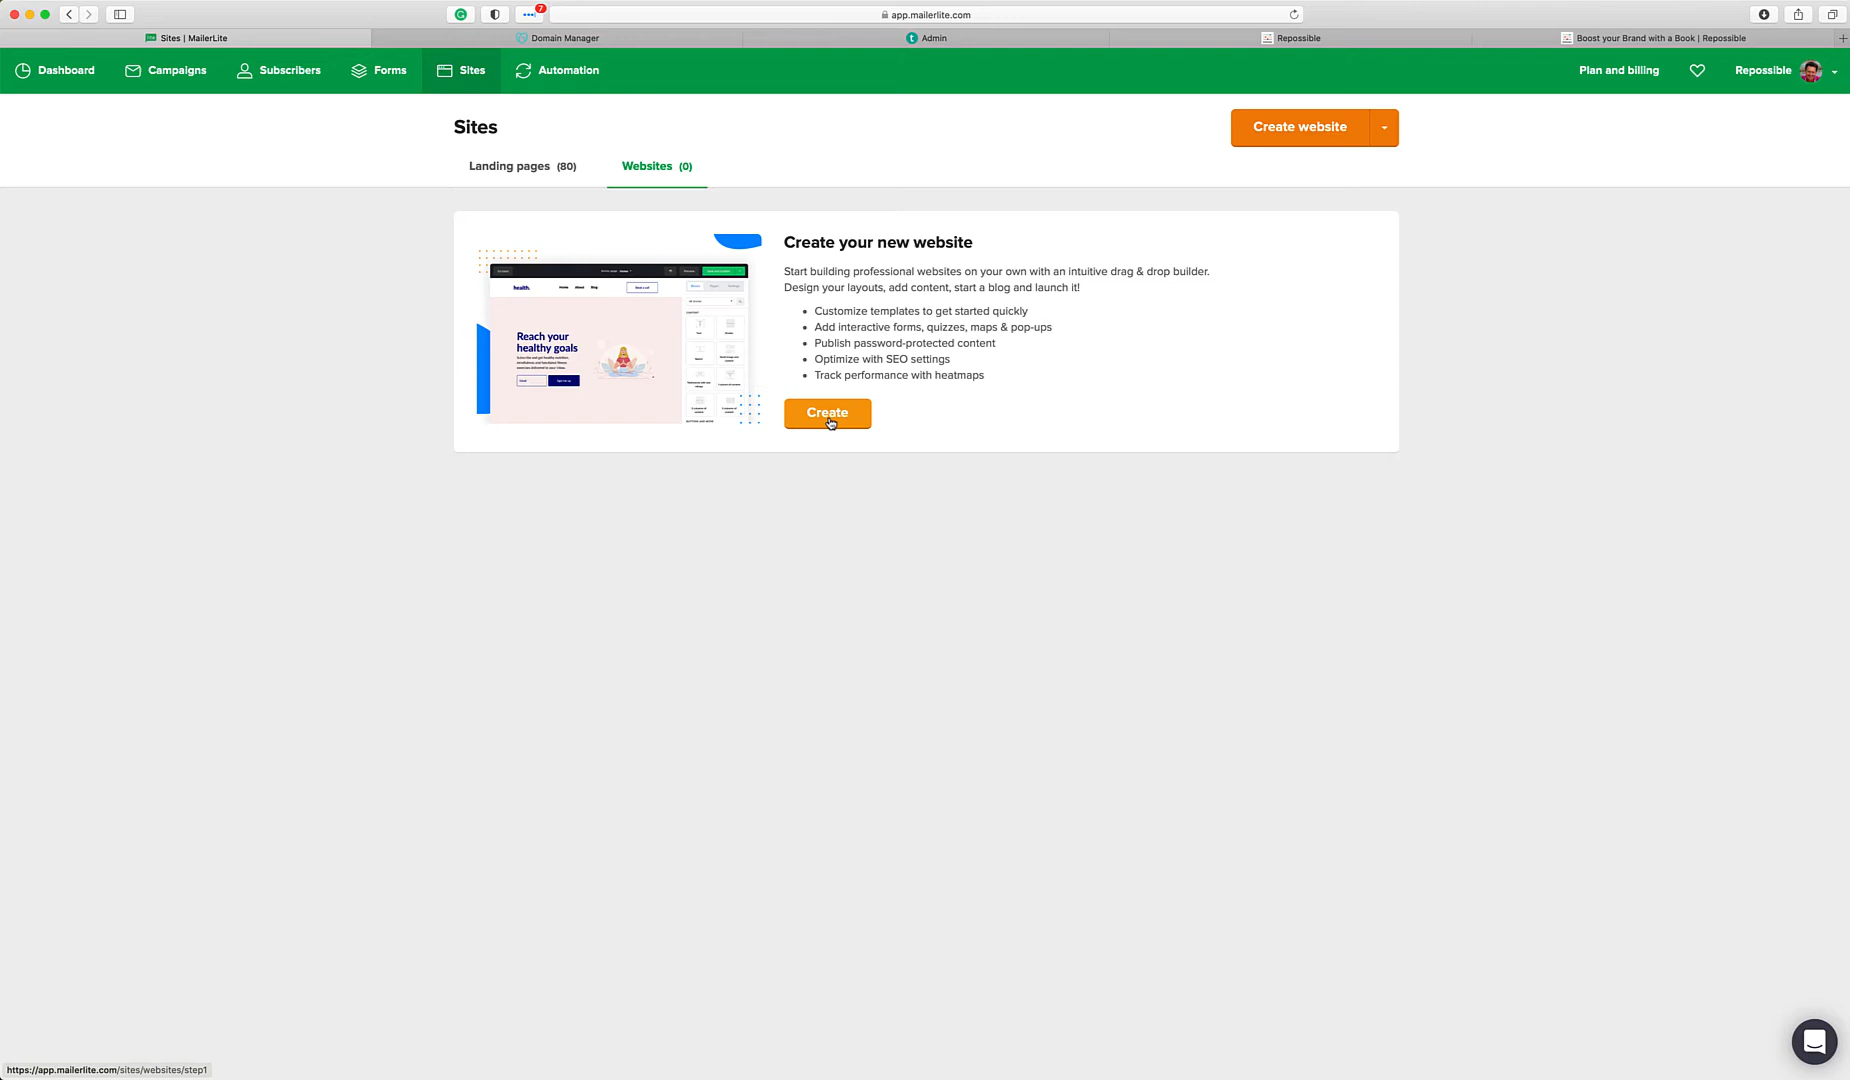 7
app.mailerlite.com
Sites | MailerLite
Domain Manager
t Admin
Repossible
Boost your Brand with a Book | Repossible
Dashboard
Campaigns
Subscribers
Forms
Sites
Automation
Plan and billing
Repossible
Sites
Create website
Landing pages (80)
Websites (0)
Create your new website
Start building professional websites on your own with an intuitive drag & drop builder.
Design your layouts, add content, start a blog and launch it!
• Customize templates to get started quickly
• Add interactive forms, quizzes, maps & pop-ups
• Publish password-protected content
• Optimize with SEO settings
• Track performance with heatmaps
Create
health.
Home About Blog
Reach your
healthy goals
https://app.mailerlite.com/sites/websites/step1